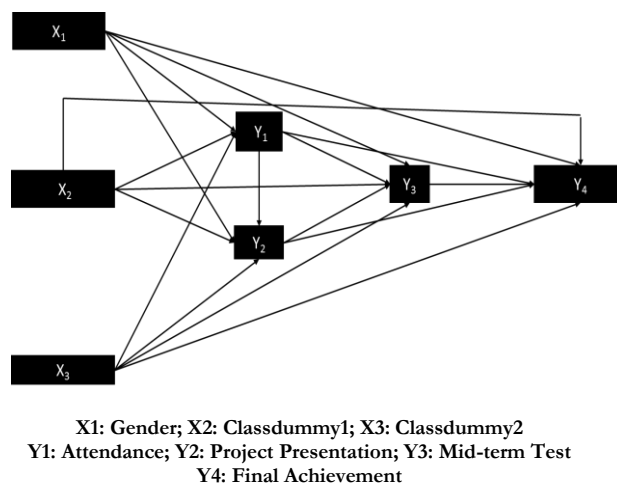 X₁
Y₁
X₂
Y₃
Y₄
Y₂
X₃
X1: Gender; X2: Classdummy1; X3: Classdummy2
Y1: Attendance; Y2: Project Presentation; Y3: Mid-term Test
Y4: Final Achievement